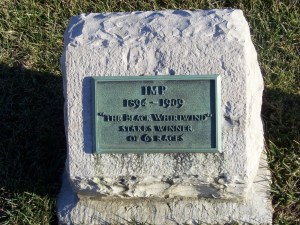 IMP
1894 - 1909
"THE BLACK WHIRLWIND"
STAKES WINNER
OF 62 RACES